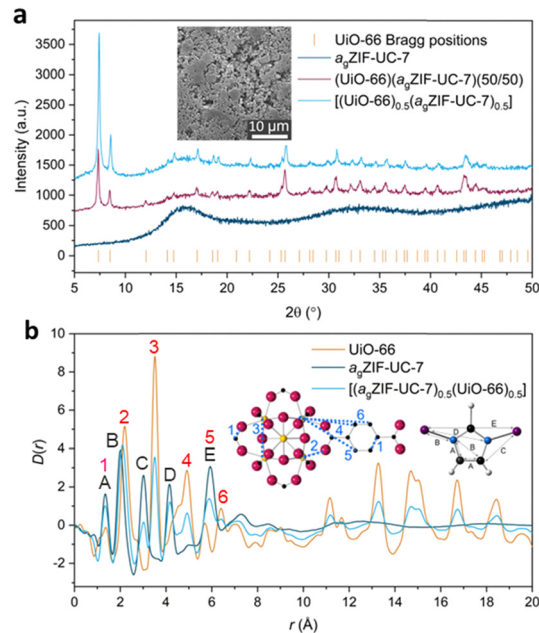 a
3500
3000
2500
2000
1500
1000
500
0
Intensity (a.u.)
10 μm
UiO-66 Bragg positions
agZIF-UC-7
(UiO-66)(agZIF-UC-7)(50/50)
[(UiO-66)0.5(agZIF-UC-7)0.5]
5 10 15 20 25 30 35 40 45 50
2θ (°)
b
10
8
6
4
2
0
-2
D(r)
UiO-66
agZIF-UC-7
[(agZIF-UC-7)0.5(UiO-66)0.5]
1
2
3
4
5
6
A
B
C
D
E
1
3
2
4
6
5
1
D
E
A
B
B
C
A
0 2 4 6 8 10 12 14 16 18 20
r (Å)